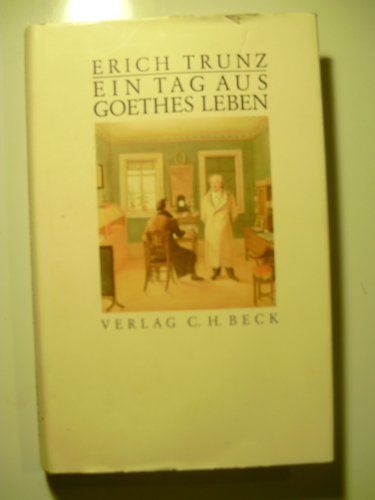 ERICH TRUNZ
EIN TAG AUS
GOETHES LEBEN
VERLAG C. H. BECK